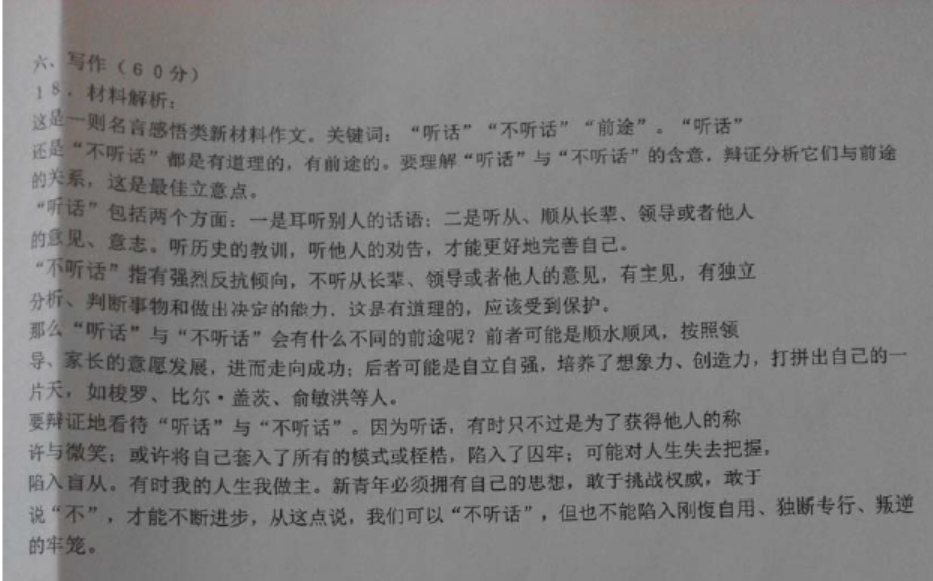 六、写作（60分）
18．材料解析：
这是一则名言感悟类新材料作文。关键词：“听话”“不听话”“前途”。“听话”
还是“不听话”都是有道理的，有前途的。要理解“听话”与“不听话”的含意．辩证分析它们与前途
的关系，这是最佳立意点。
“听话”包括两个方面：一是耳听别人的话语；二是听从、顺从长辈、领导或者他人
的意见、意志。听历史的教训，听他人的劝告，才能更好地完善自己。
“不听话”指有强烈反抗倾向，不听从长辈、领导或者他人的意见，有主见，有独立
分析、判断事物和做出决定的能力．这是有道理的，应该受到保护。
那么“听话”与“不听话”会有什么不同的前途呢？前者可能是顺水顺风，按照领
导、家长的意愿发展，进而走向成功；后者可能是自立自强，培养了想象力、创造力，打拼出自己的一
片天，如梭罗、比尔·盖茨、俞敏洪等人。
要辩证地看待“听话”与“不听话”。因为听话，有时只不过是为了获得他人的称
许与微笑；或许将自己套入了所有的模式或桎梏，陷入了囚牢；可能对人生失去把握，
陷入盲从。有时我的人生我做主。新青年必须拥有自己的思想，敢于挑战权威，敢于
说“不”，才能不断进步，从这点说，我们可以“不听话”，但也不能陷入刚愎自用、独断专行、叛逆
的牢笼。